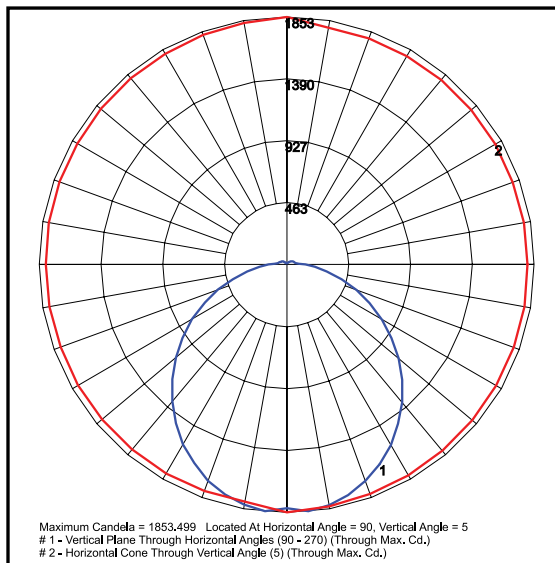 1853
1390
927
2
463
1
Maximum Candela = 1853.499 Located At Horizontal Angle = 90, Vertical Angle = 5
# 1 - Vertical Plane Through Horizontal Angles (90 - 270) (Through Max. Cd.)
# 2 - Horizontal Cone Through Vertical Angle (5) (Through Max. Cd.)